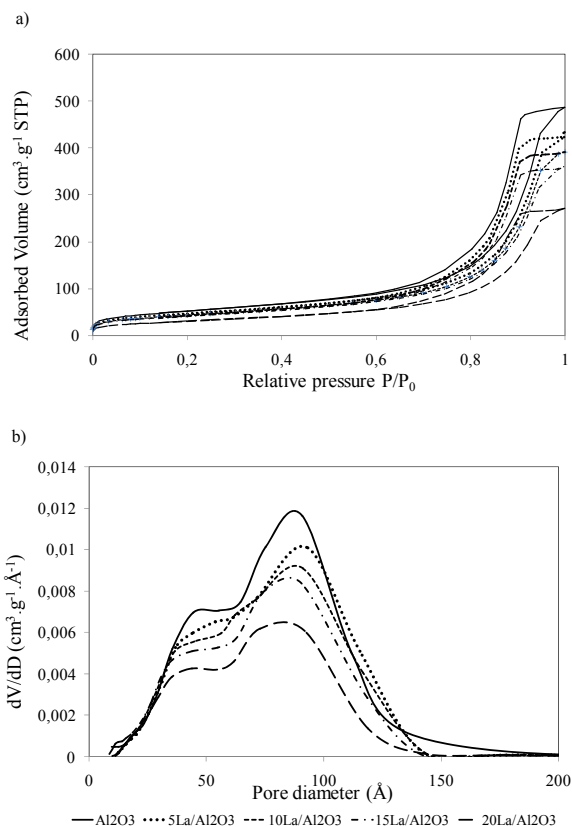 a)
600
500
400
300
200
100
0
Adsorbed Volume (cm³.g⁻¹ STP)
0 0,2 0,4 0,6 0,8 1
Relative pressure P/P₀
b)
0,014
0,012
0,01
0,008
0,006
0,004
0,002
0
dV/dD (cm³.g⁻¹.Å⁻¹)
0 50 100 150 200
Pore diameter (Å)
Al2O3 5La/Al2O3 10La/Al2O3 15La/Al2O3 20La/Al2O3